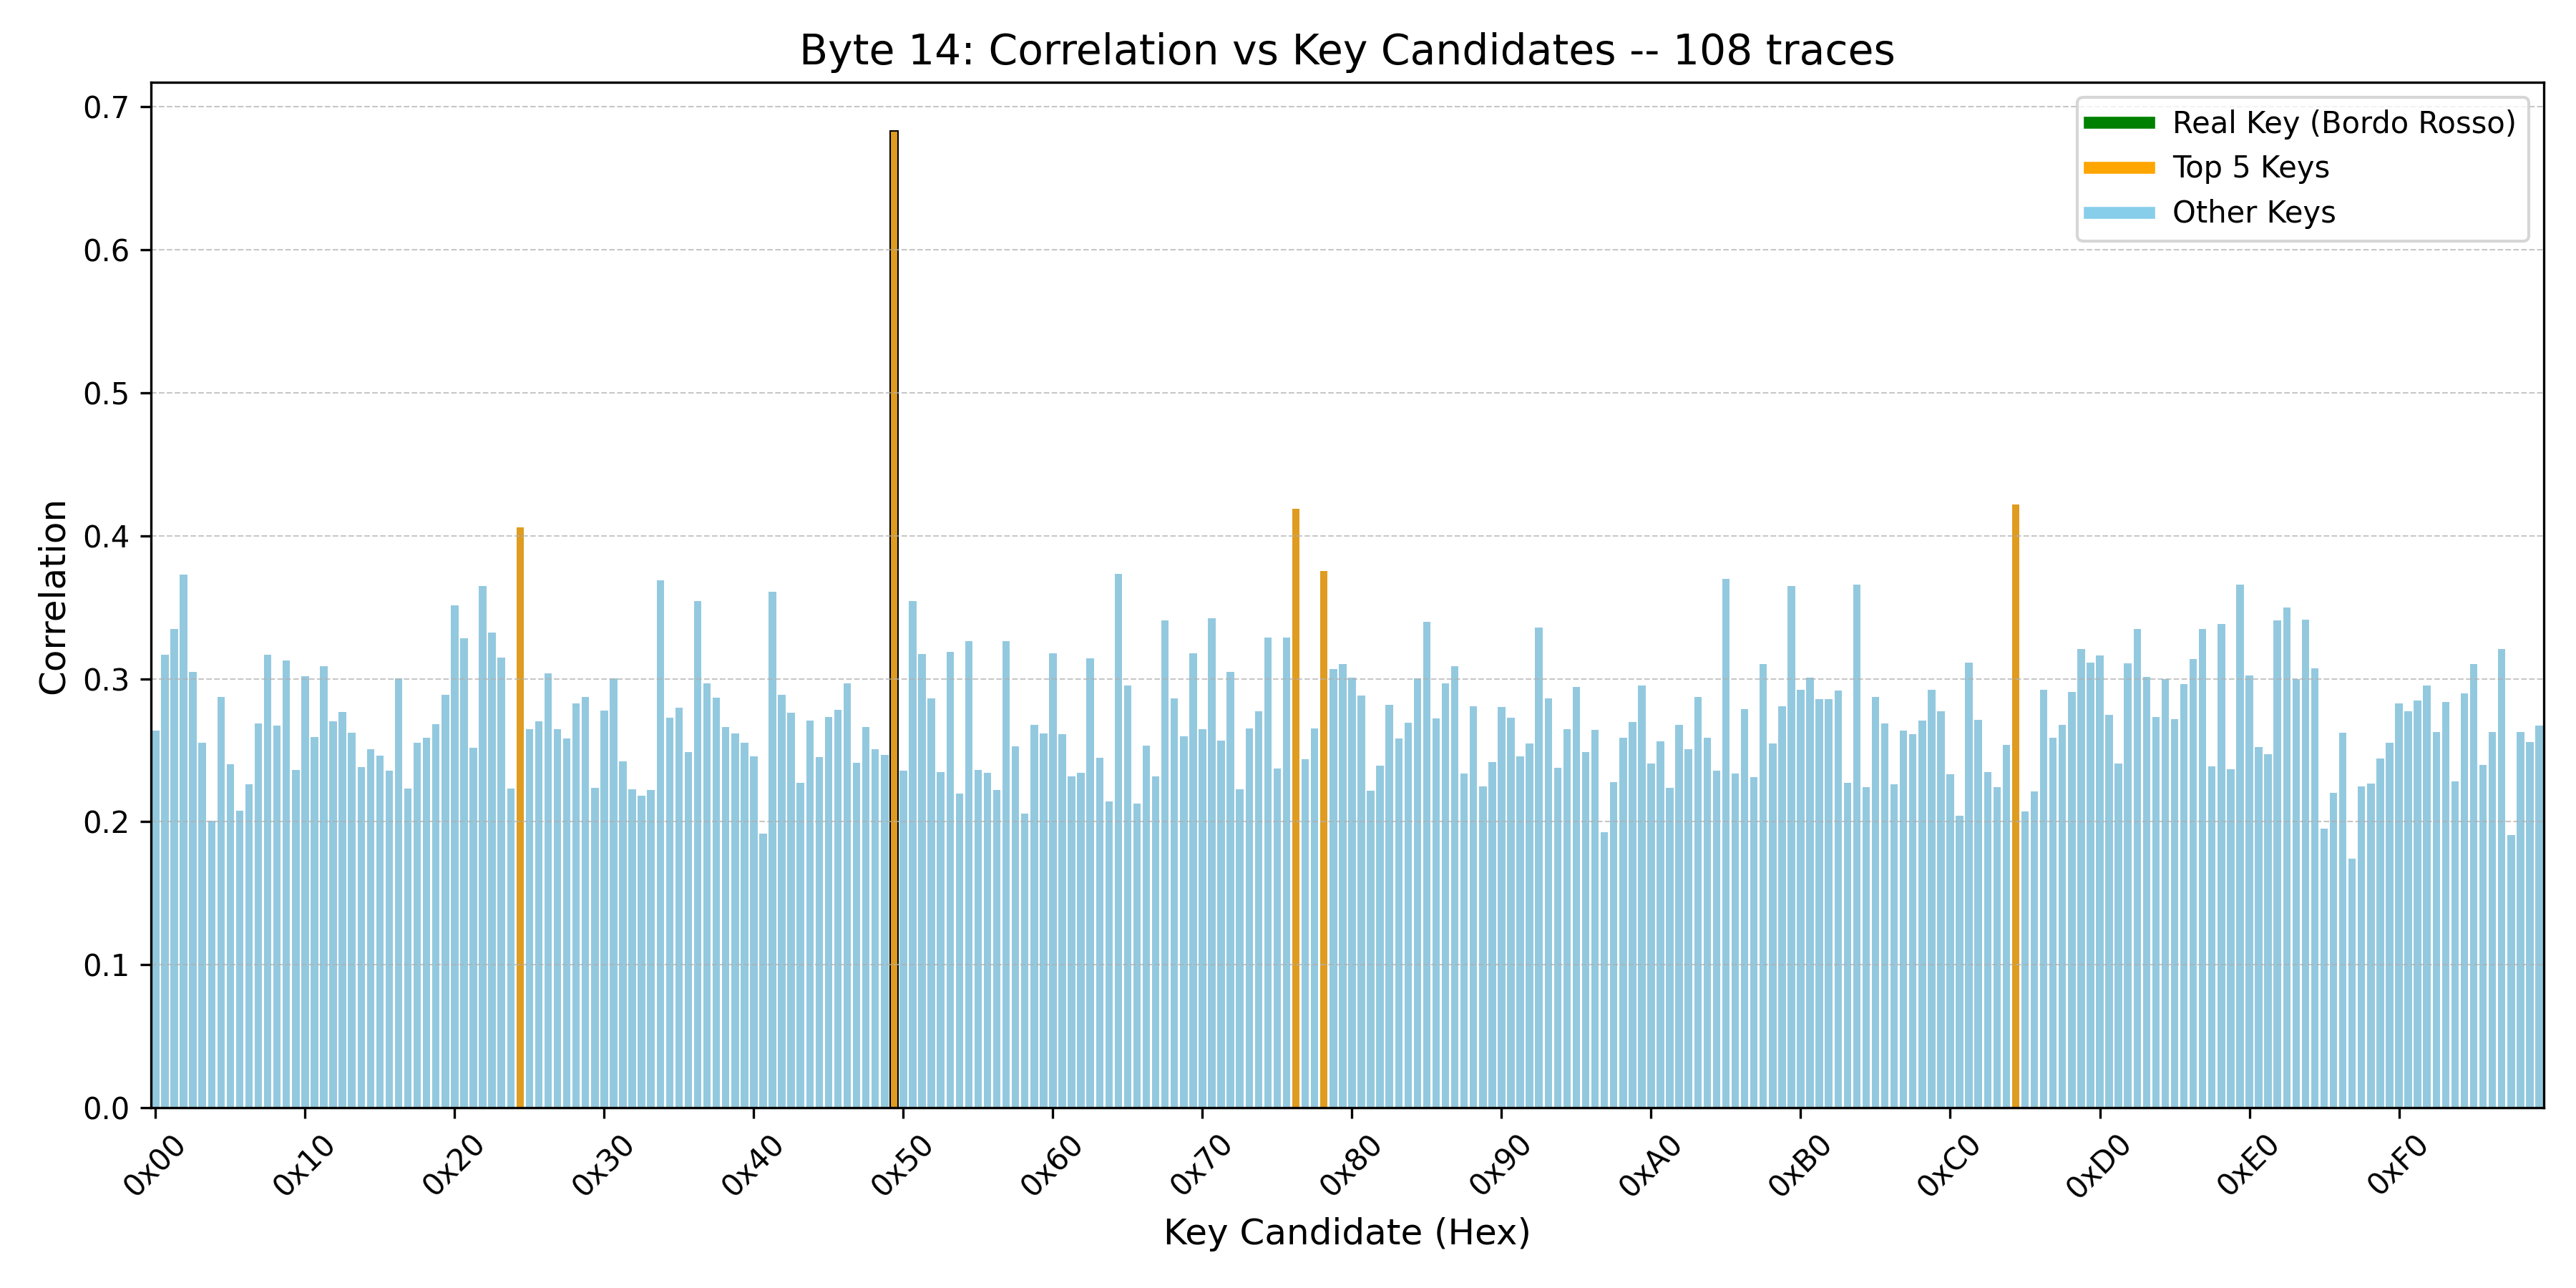 Byte 14: Correlation vs Key Candidates -- 108 traces
Real Key (Bordo Rosso)
Top 5 Keys
Other Keys
Correlation
0.7
0.6
0.5
0.4
0.3
0.2
0.1
0.0
0x00 0x10 0x20 0x30 0x40 0x50 0x60 0x70 0x80 0x90 0xA0 0xB0 0xC0 0xD0 0xE0 0xF0
Key Candidate (Hex)